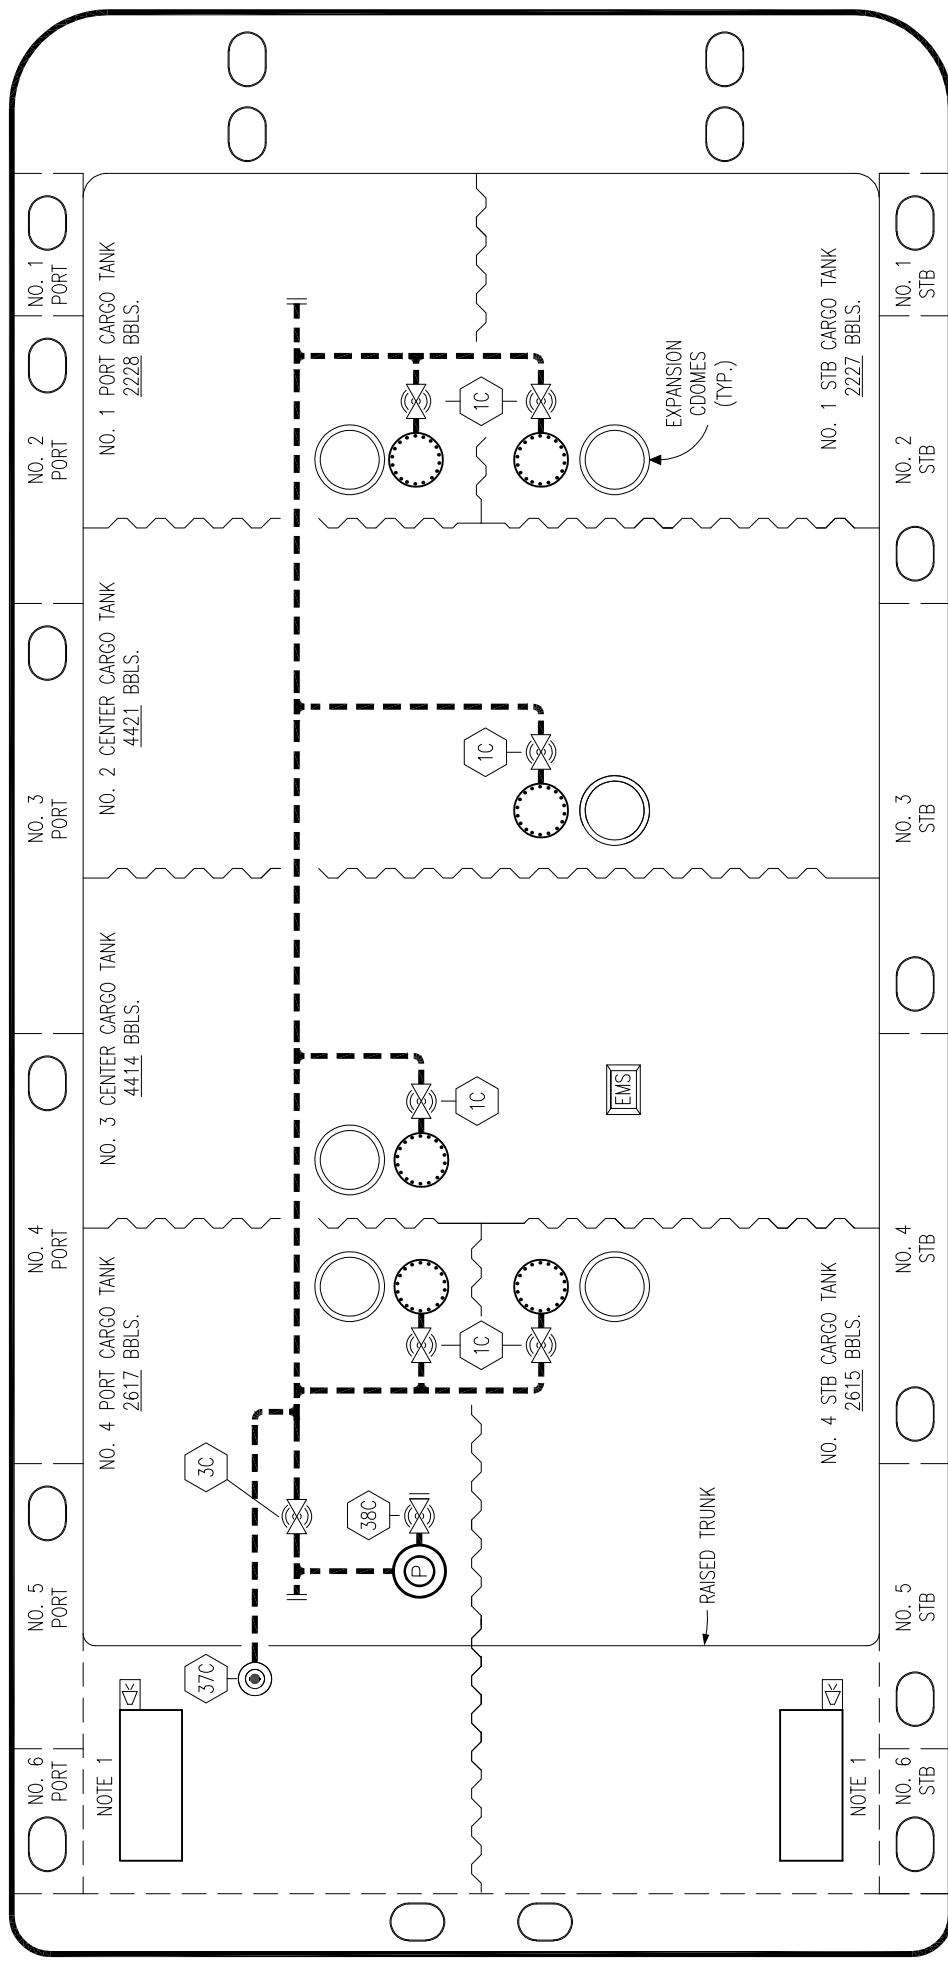 NO. 1
PORT
NO. 2
PORT
NO. 3
PORT
NO. 4
PORT
NO. 5
PORT
NO. 6
PORT
NO. 1 PORT CARGO TANK
2228 BBLS.
NO. 2 CENTER CARGO TANK
4421 BBLS.
NO. 3 CENTER CARGO TANK
4414 BBLS.
NO. 4 PORT CARGO TANK
2617 BBLS.
NOTE 1
3C
37C
38C
P
1C
1C
1C
1C
EMS
EXPANSION
CDOMES
(TYP.)
RAISED TRUNK
NO. 1 STB CARGO TANK
2227 BBLS.
NO. 4 STB CARGO TANK
2615 BBLS.
NOTE 1
NO. 1
STB
NO. 2
STB
NO. 3
STB
NO. 4
STB
NO. 5
STB
NO. 6
STB